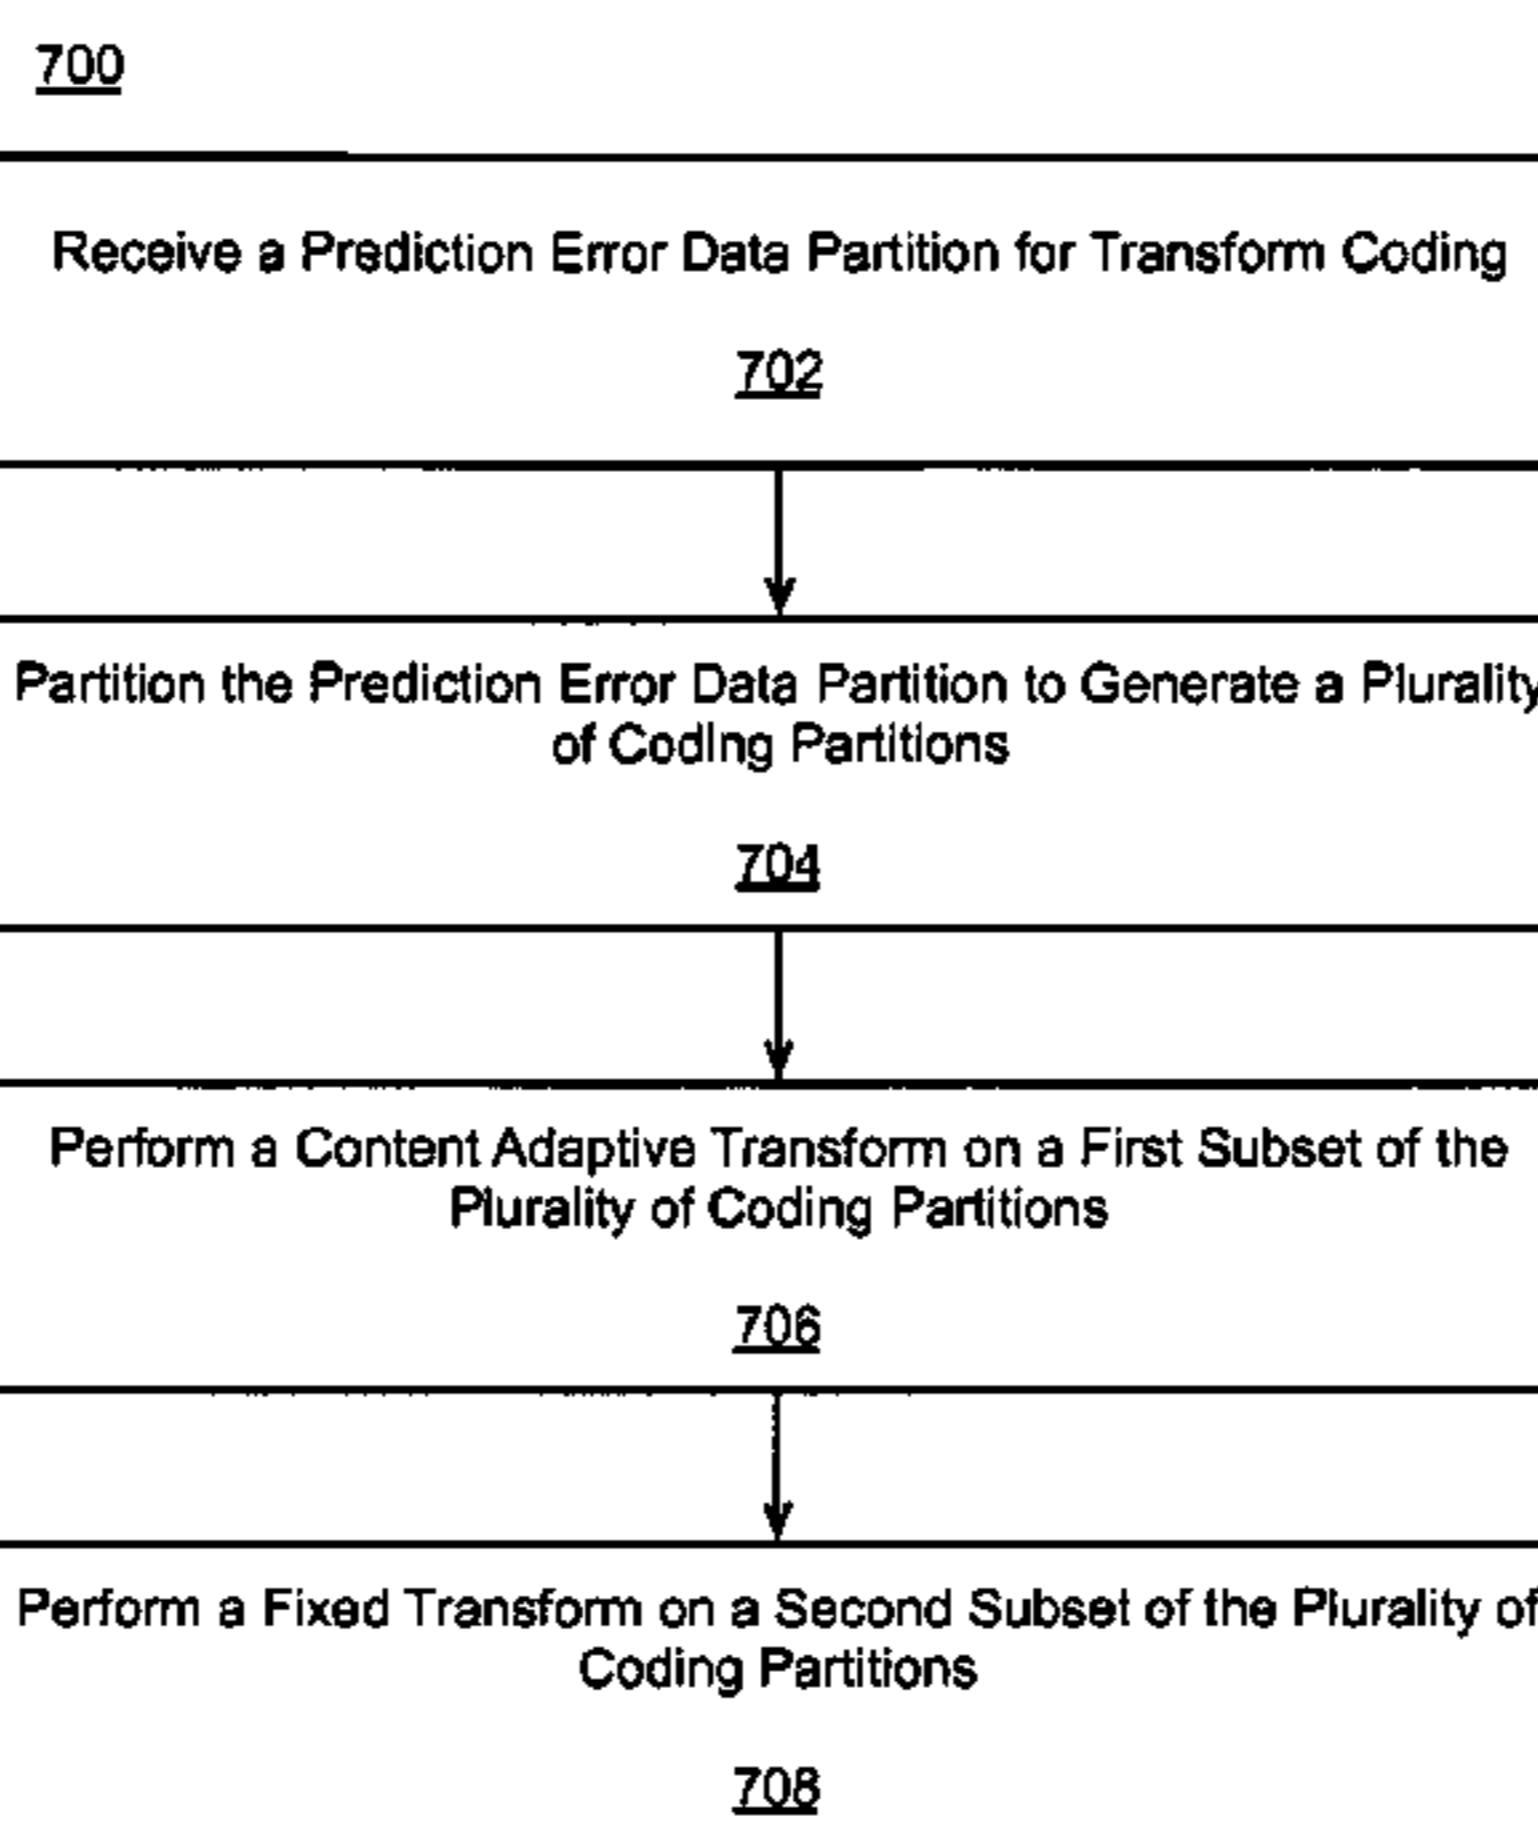 700
Receive a Prediction Error Data Partition for Transform Coding
702
Partition the Prediction Error Data Partition to Generate a Plurality
of Coding Partitions
704
Perform a Content Adaptive Transform on a First Subset of the
Plurality of Coding Partitions
706
Perform a Fixed Transform on a Second Subset of the Plurality of
Coding Partitions
708